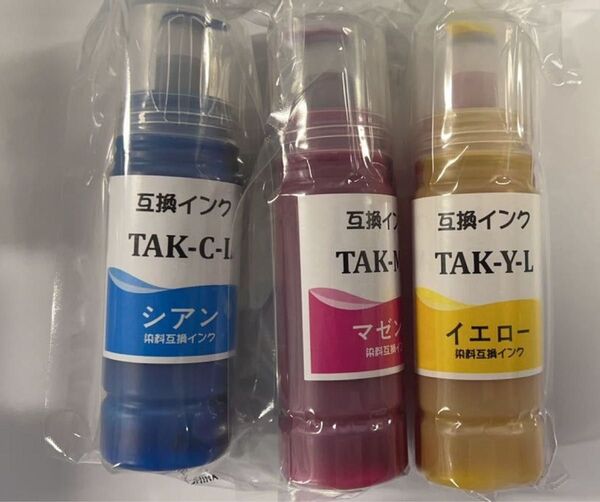 互換インク
TAK-C-L
シアン
染料互換インク
互換イン
TAK-M
マゼン
染料互換イン
互換インク
TAK-Y-L
イエロー
染料互換インク